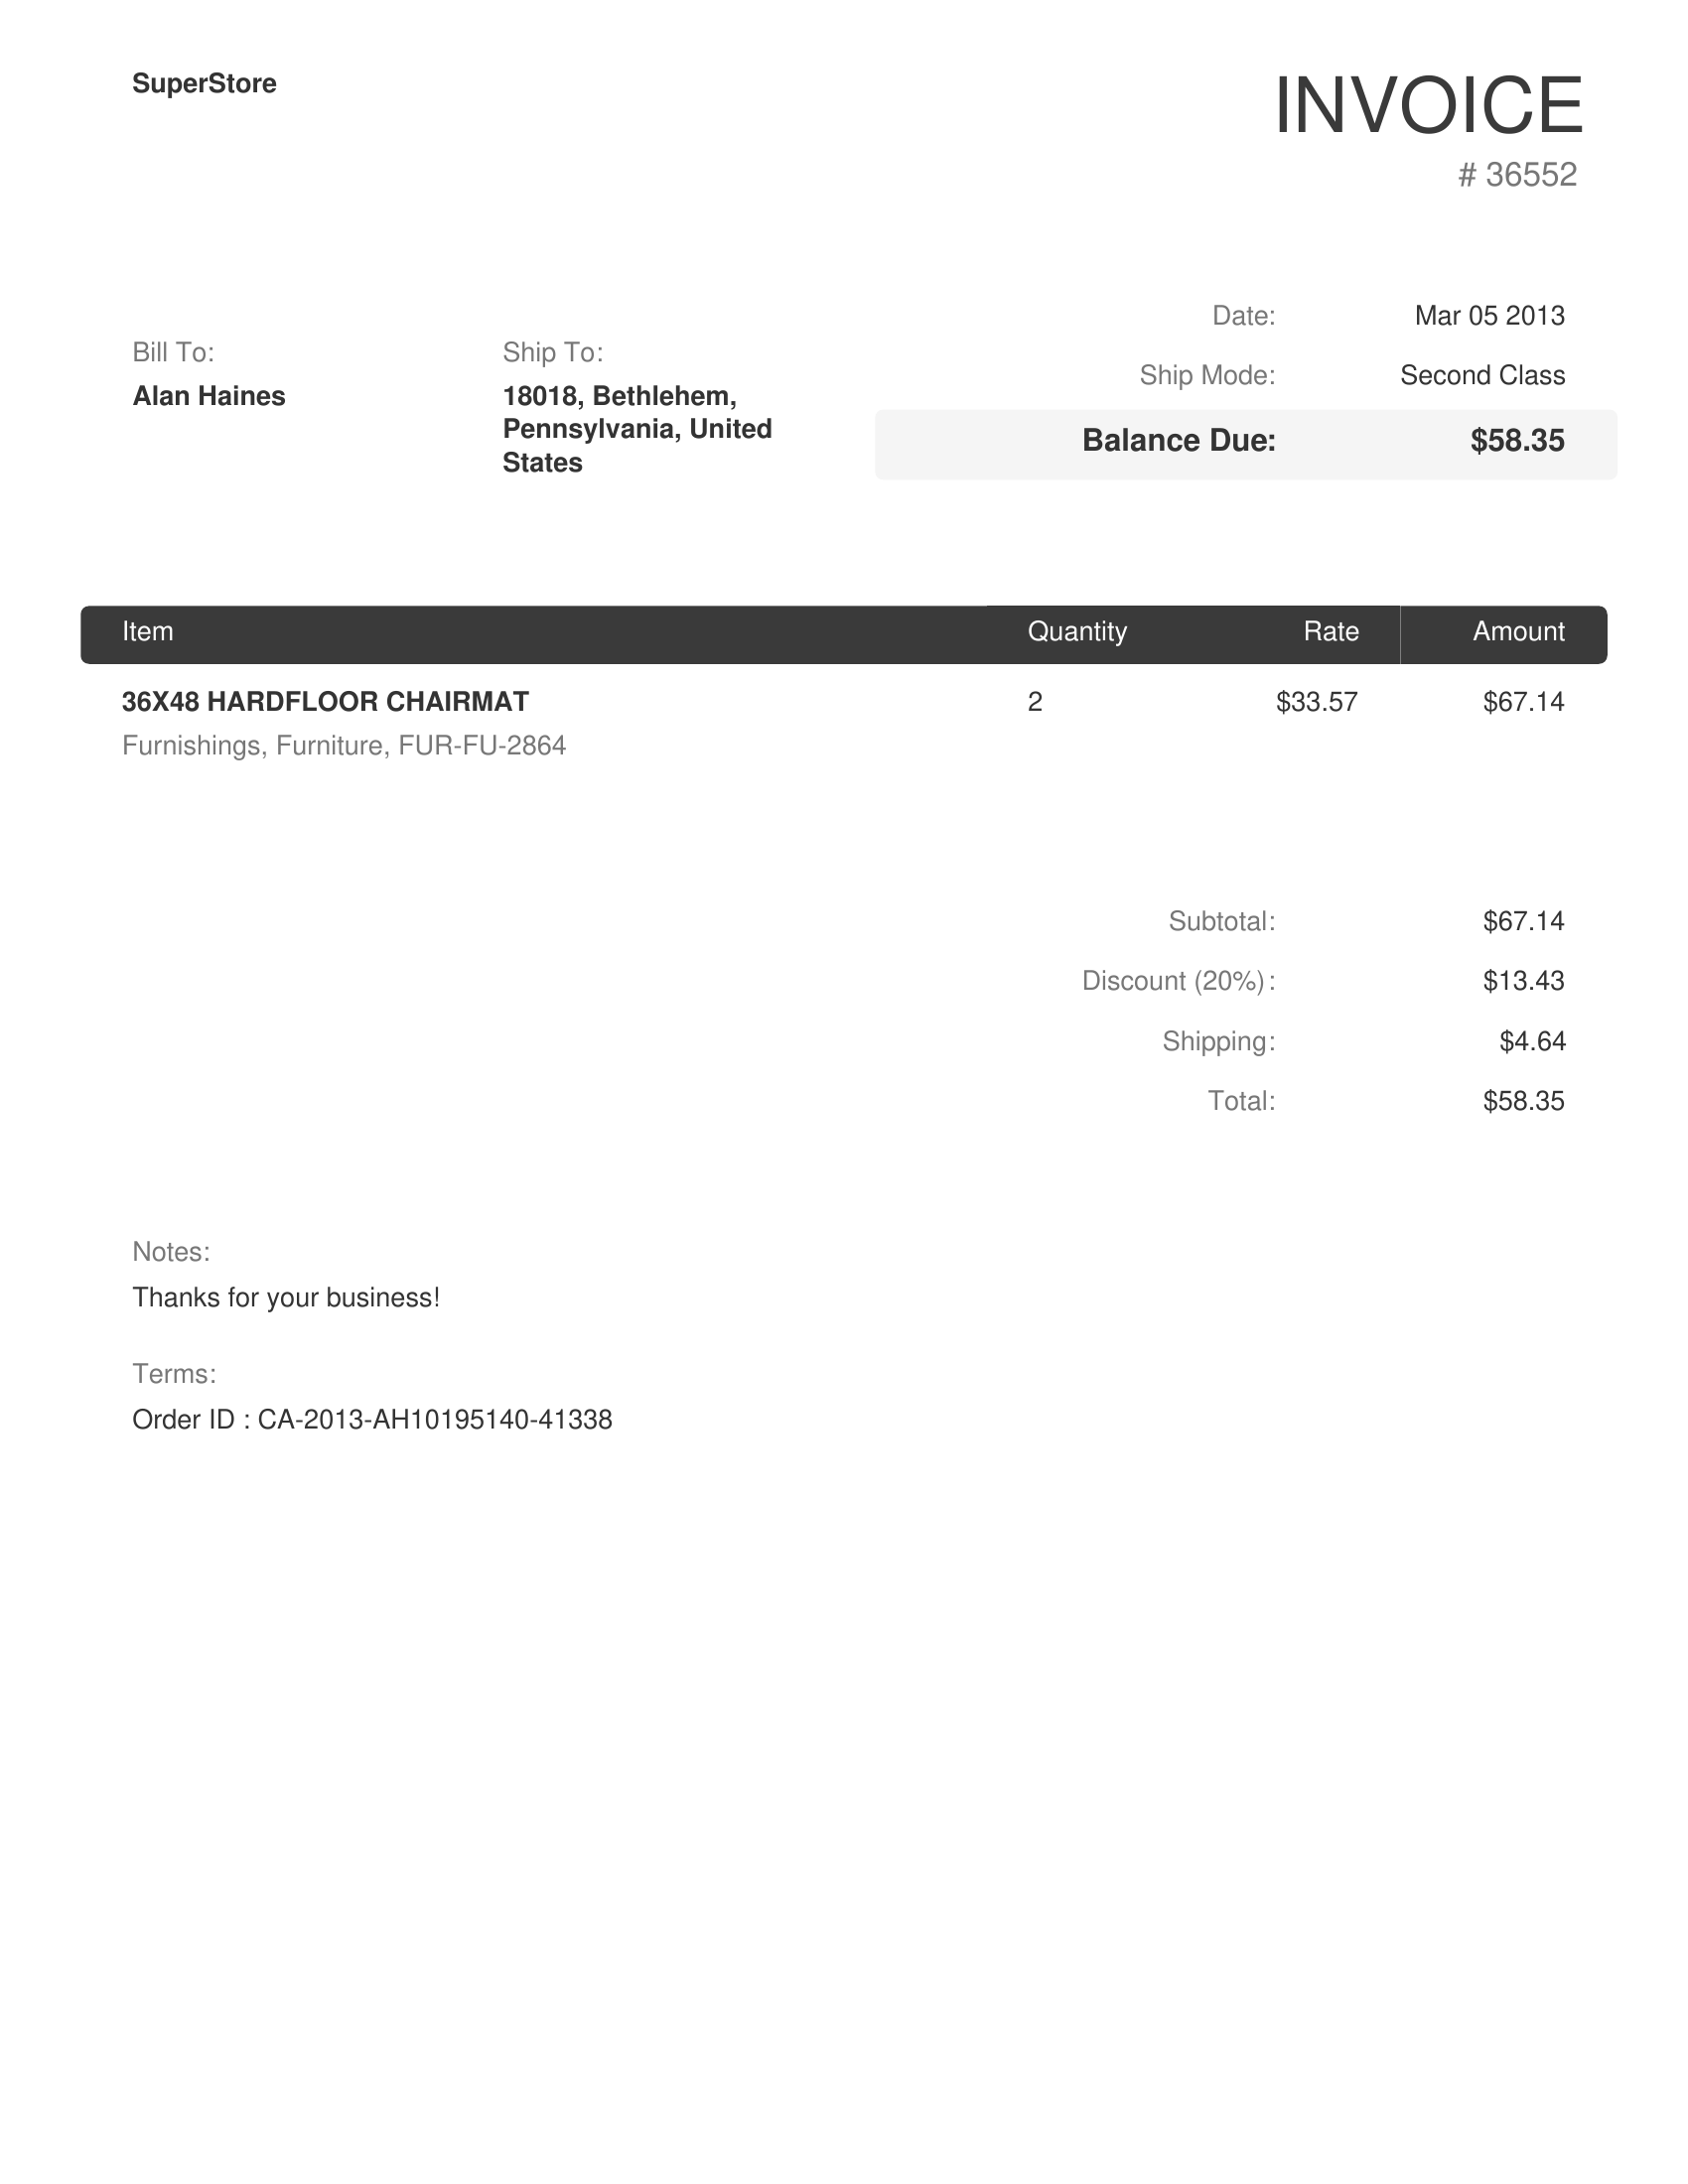 SuperStore
INVOICE
# 36552
Date: Mar 05 2013
Ship Mode: Second Class
Balance Due: $58.35
Bill To:
Alan Haines
Ship To:
18018, Bethlehem,
Pennsylvania, United
States
Item Quantity Rate Amount
36X48 HARDFLOOR CHAIRMAT 2 $33.57 $67.14
Furnishings, Furniture, FUR-FU-2864
Subtotal: $67.14
Discount (20%): $13.43
Shipping: $4.64
Total: $58.35
Notes:
Thanks for your business!
Terms:
Order ID : CA-2013-AH10195140-41338